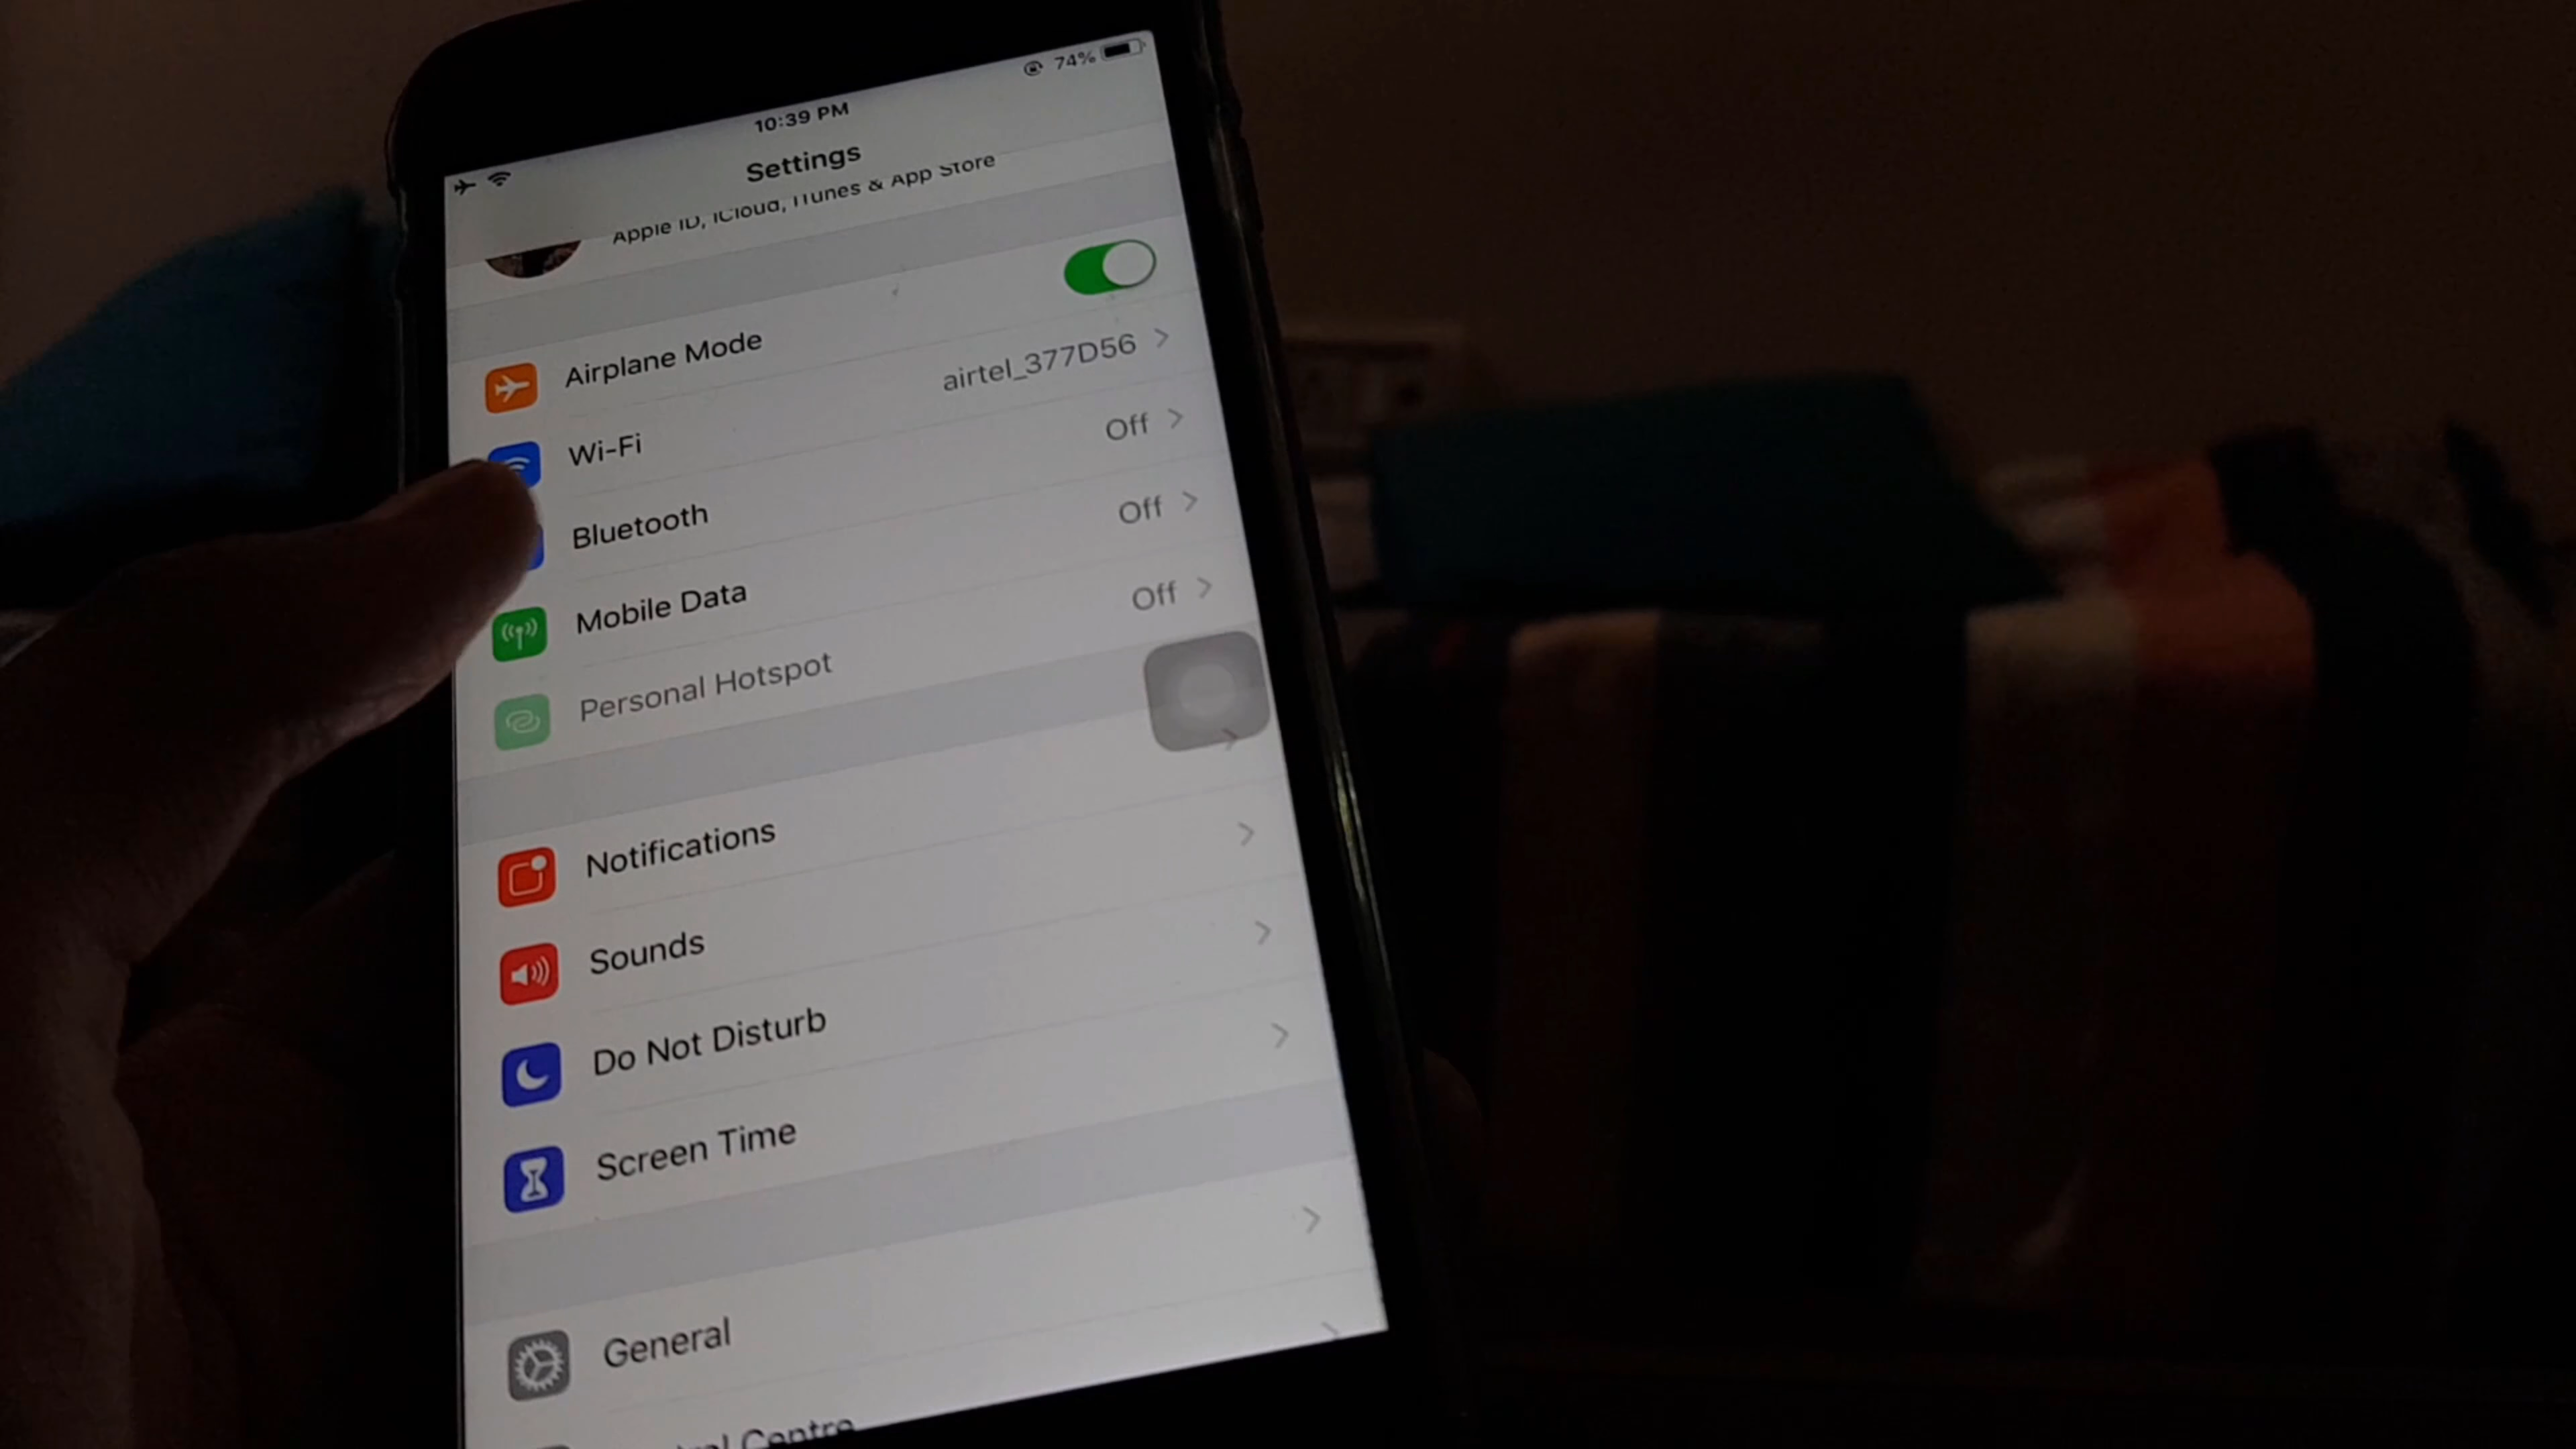 74%
10:39 PM
Settings
Apple ID, iCloud, iTunes & App Store
Airplane Mode
Wi-Fi airtel_377D56
Bluetooth Off
Mobile Data Off
Personal Hotspot Off
Notifications
Sounds
Do Not Disturb
Screen Time
General
Centre